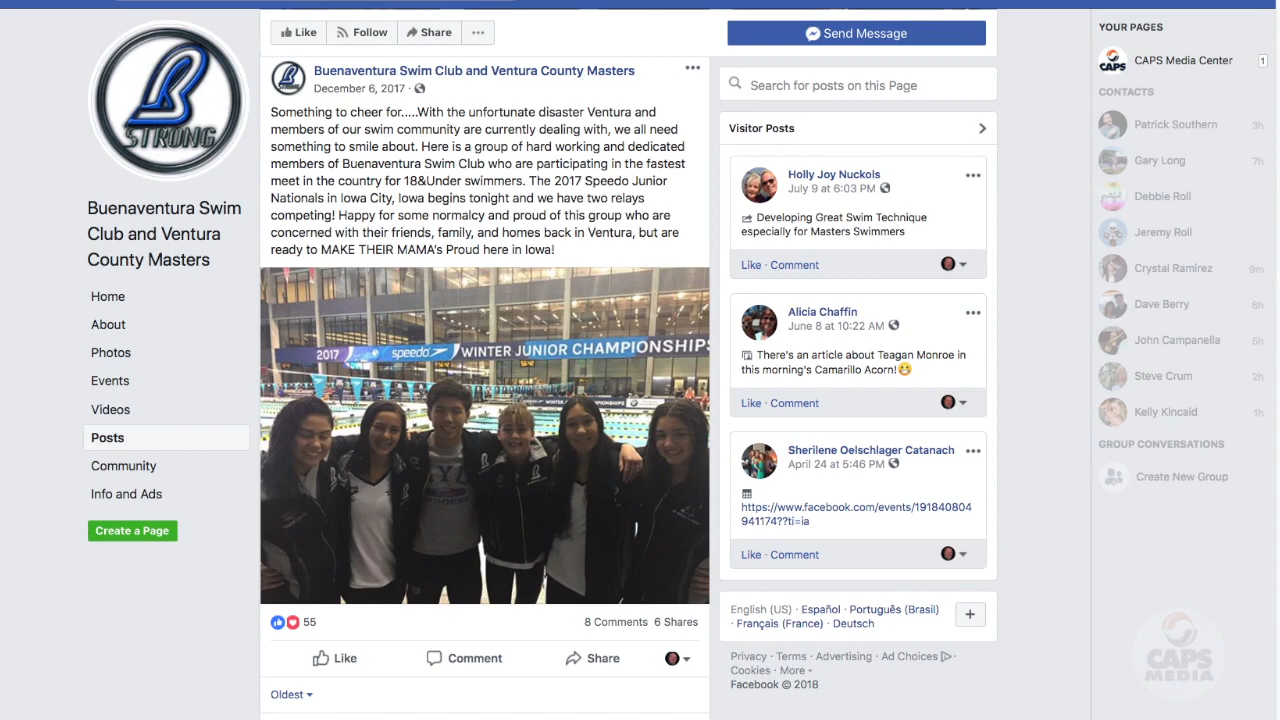 STRONG
Buenaventura Swim
Club and Ventura
County Masters
Home
About
Photos
Events
Videos
Posts
Community
Info and Ads
Create a Page
Like
Follow
Share
Buenaventura Swim Club and Ventura County Masters
December 6, 2017 ·
Something to cheer for.....With the unfortunate disaster Ventura and
members of our swim community are currently dealing with, we all need
something to smile about. Here is a group of hard working and dedicated
members of Buenaventura Swim Club who are participating in the fastest
meet in the country for 18&Under swimmers. The 2017 Speedo Junior
Nationals in Iowa City, Iowa begins tonight and we have two relays
competing! Happy for some normalcy and proud of this group who are
concerned with their friends, family, and homes back in Ventura, but are
ready to MAKE THEIR MAMA's Proud here in Iowa!
2017 speedo WINTER JUNIOR CHAMPIONSHIPS
55
8 Comments 6 Shares
Like
Comment
Share
Oldest
Send Message
Search for posts on this Page
Visitor Posts
Holly Joy Nuckols
July 9 at 6:03 PM
Developing Great Swim Technique
especially for Masters Swimmers
Like · Comment
Alicia Chaffin
June 8 at 10:22 AM
There's an article about Teagan Monroe in
this morning's Camarillo Acorn!
Like · Comment
Sherilene Oelschlager Catanach
April 24 at 5:46 PM
https://www.facebook.com/events/191840804
941174??ti=ia
Like · Comment
English (US) · Español · Português (Brasil)
· Français (France) · Deutsch
+
Privacy · Terms · Advertising · Ad Choices ·
Cookies · More
Facebook © 2018
YOUR PAGES
CAPS
CAPS Media Center
1
CONTACTS
Patrick Southern 3h
Gary Long 7h
Debbie Roll
Jeremy Roll
Crystal Ramirez 9m
Dave Berry 8h
John Campanella 5h
Steve Crum 2h
Kelly Kincaid 1h
GROUP CONVERSATIONS
Create New Group
CAPS
MEDIA